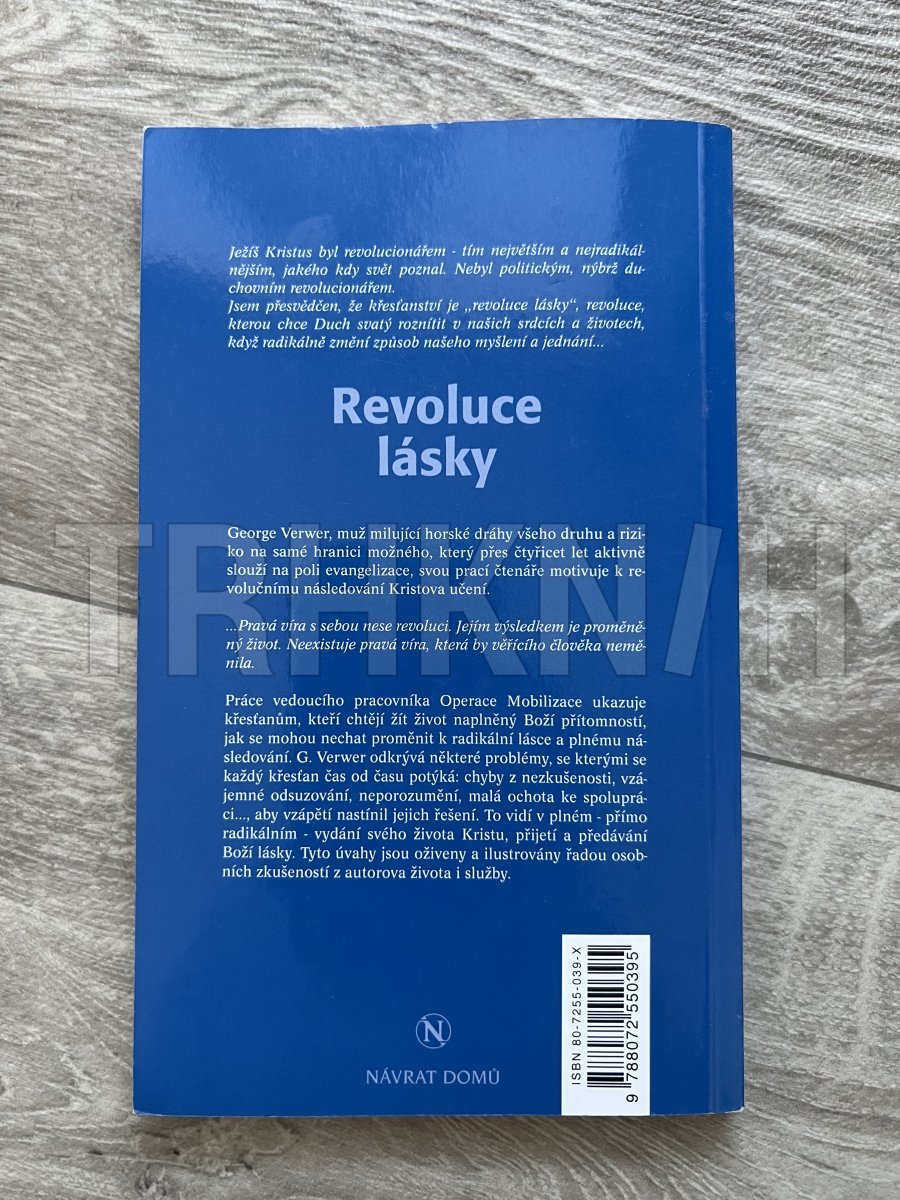 Ježíš Kristus byl revolucionářem - tím největším a nejradikál-
nějším, jakého kdy svět poznal. Nebyl politickým, nýbrž du-
chovním revolucionářem.
Jsem přesvědčen, že křesťanství je „revoluce lásky“, revoluce,
kterou chce Duch svatý roznítit v našich srdcích a životech,
když radikálně změní způsob našeho myšlení a jednání...
Revoluce
lásky
George Verwer, muž milující horské dráhy všeho druhu a rizi-
ko na samé hranici možného, který přes čtyřicet let aktivně
slouží na poli evangelizace, svou prací čtenáře motivuje k re-
volučnímu následování Kristova učení.
...Pravá víra s sebou nese revoluci. Jejím výsledkem je proměně-
ný život. Neexistuje pravá víra, která by věřícího člověka nemě-
nila.
Práce vedoucího pracovníka Operace Mobilizace ukazuje
křesťanům, kteří chtějí žít život naplněný Boží přítomností,
jak se mohou nechat proměnit k radikální lásce a plnému ná-
sledování. G. Verwer odkrývá některé problémy, se kterými se
každý křesťan čas od času potýká: chyby z nezkušenosti, vzá-
jemné odsuzování, neporozumění, malá ochota ke spoluprá-
ci..., aby vzápětí nastínil jejich řešení. To vidí v plném - přímo
radikálním - vydání svého života Kristu, přijetí a předávání
Boží lásky. Tyto úvahy jsou oživeny a ilustrovány řadou osob-
ních zkušeností z autorova života i služby.
ISBN 80-7255-039-X
9 788072 550395
N
NÁVRAT DOMŮ
TRHKNIH